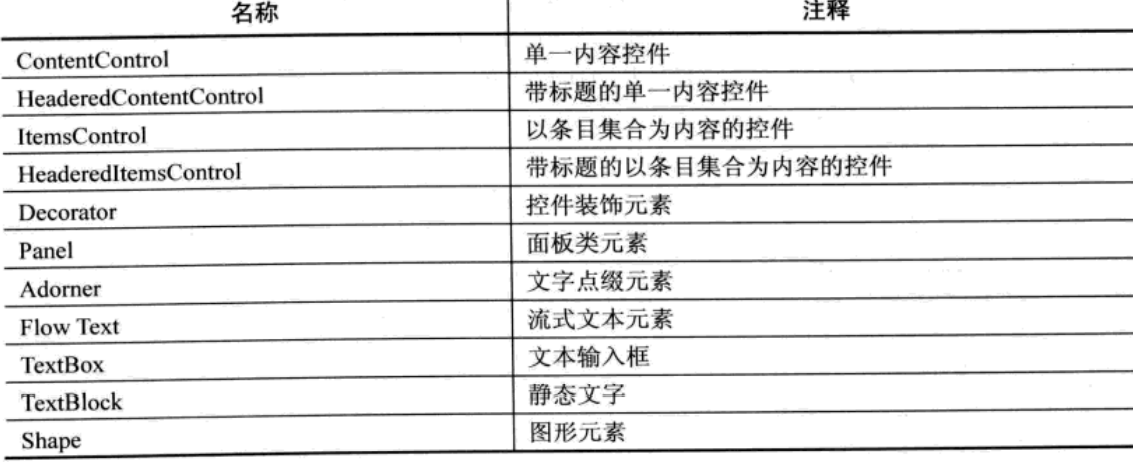 名称 注释
ContentControl 单一内容控件
HeaderedContentControl 带标题的单一内容控件
ItemsControl 以条目集合为内容的控件
HeaderedItemsControl 带标题的以条目集合为内容的控件
Decorator 控件装饰元素
Panel 面板类元素
Adorner 文字点缀元素
Flow Text 流式文本元素
TextBox 文本输入框
TextBlock 静态文字
Shape 图形元素